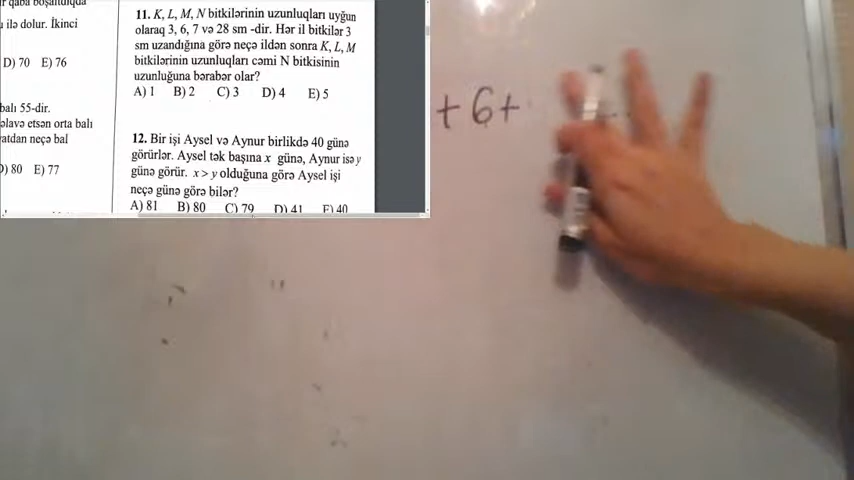 r qaba boşaldıqda
ı ilə dolur. İkinci
D) 70 E) 76
balı 55-dir.
əlavə etsən orta balı
atdan neçə bal
D) 80 E) 77
11. K, L, M, N bitkilərinin uzunluqları uyğun
olaraq 3, 6, 7 və 28 sm -dir. Hər il bitkilər 3
sm uzandığına görə neçə ildən sonra K, L, M
bitkilərinin uzunluqları cəmi N bitkisinin
uzunluğuna bərabər olar?
A) 1 B) 2 C) 3 D) 4 E) 5
12. Bir işi Aysel və Aynur birlikdə 40 günə
görürlər. Aysel tək başına x günə, Aynur isə y
günə görür. x > y olduğuna görə Aysel işi
neçə günə görə bilər?
A) 81 B) 80 C) 79 D) 41 E) 40
+ 6 +